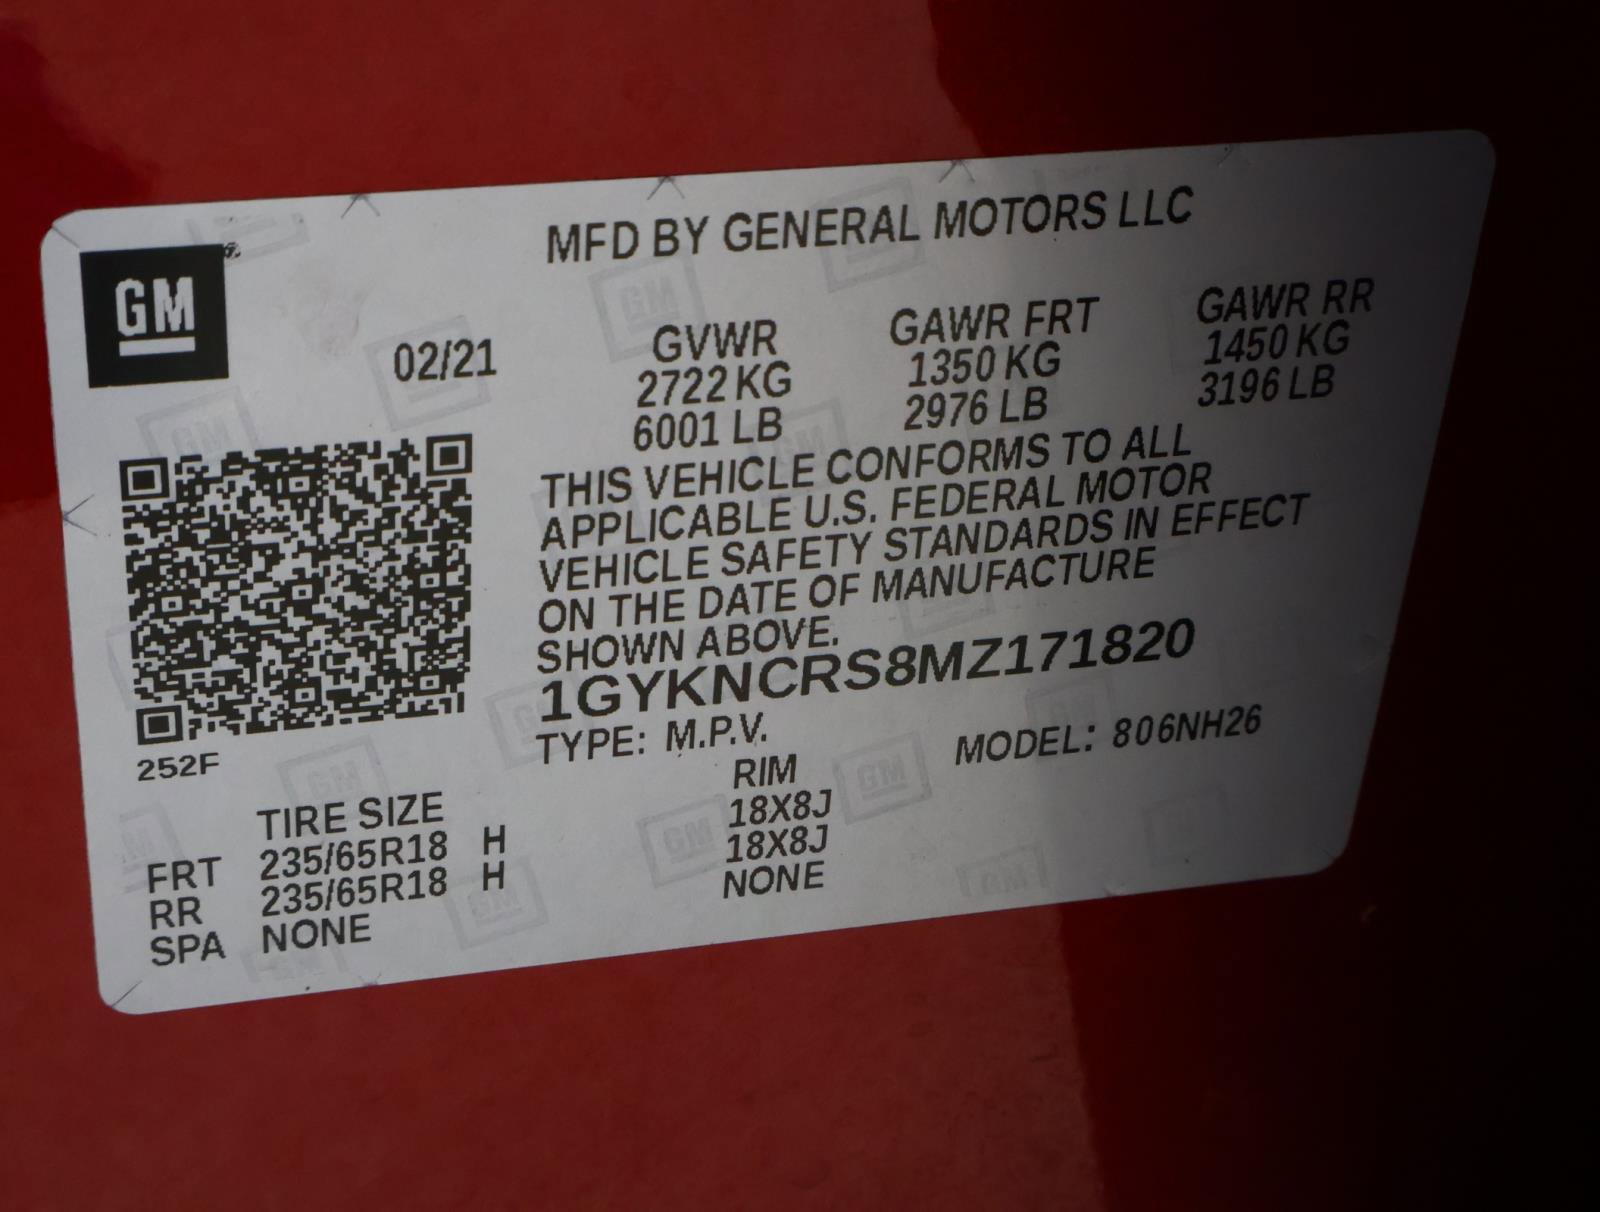 GM
MFD BY GENERAL MOTORS LLC
02/21
GVWR GAWR FRT GAWR RR
2722 KG 1350 KG 1450 KG
6001 LB 2976 LB 3196 LB
THIS VEHICLE CONFORMS TO ALL
APPLICABLE U.S. FEDERAL MOTOR
VEHICLE SAFETY STANDARDS IN EFFECT
ON THE DATE OF MANUFACTURE
SHOWN ABOVE.
1GYKNCRS8MZ171820
TYPE: M.P.V. MODEL: 806NH26
252F
TIRE SIZE RIM
FRT 235/65R18 H 18X8J
RR 235/65R18 H 18X8J
SPA NONE NONE